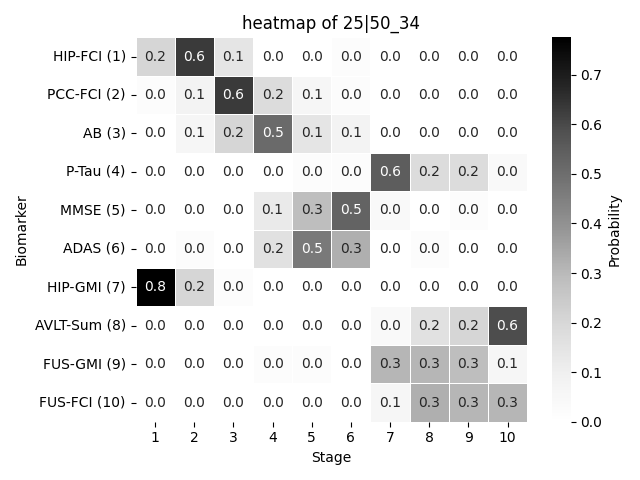 heatmap of 25|50_34
HIP-FCI (1) 0.2 0.6 0.1 0.0 0.0 0.0 0.0 0.0 0.0 0.0
PCC-FCI (2) 0.0 0.1 0.6 0.2 0.1 0.0 0.0 0.0 0.0 0.0
AB (3) 0.0 0.1 0.2 0.5 0.1 0.1 0.0 0.0 0.0 0.0
P-Tau (4) 0.0 0.0 0.0 0.0 0.0 0.0 0.6 0.2 0.2 0.0
MMSE (5) 0.0 0.0 0.0 0.1 0.3 0.5 0.0 0.0 0.0 0.0
ADAS (6) 0.0 0.0 0.0 0.2 0.5 0.3 0.0 0.0 0.0 0.0
HIP-GMI (7) 0.8 0.2 0.0 0.0 0.0 0.0 0.0 0.0 0.0 0.0
AVLT-Sum (8) 0.0 0.0 0.0 0.0 0.0 0.0 0.0 0.2 0.2 0.6
FUS-GMI (9) 0.0 0.0 0.0 0.0 0.0 0.0 0.3 0.3 0.3 0.1
FUS-FCI (10) 0.0 0.0 0.0 0.0 0.0 0.0 0.1 0.3 0.3 0.3
1 2 3 4 5 6 7 8 9 10
Stage
Biomarker
0.7
0.6
0.5
0.4
0.3
0.2
0.1
0.0
Probability